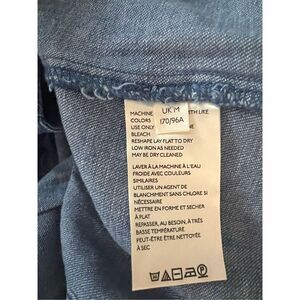 UK M
170/96A
MACHINE WITH LIKE
COLORS
USE ONLY
BLEACH
RESHAPE LAY FLAT TO DRY
LOW IRON AS NEEDED
MAY BE DRY CLEANED
LAVER À LA MACHINE À L'EAU
FROIDE AVEC COULEURS
SIMILAIRES
UTILISER UN AGENT DE
BLANCHIMENT SANS CHLORE SI
NÉCESSAIRE
METTRE EN FORME ET SÉCHER
À PLAT
REPASSER, AU BESOIN, À TRÈS
BASSE TEMPÉRATURE
PEUT-ÊTRE ÊTRE NETTOYÉE
À SEC